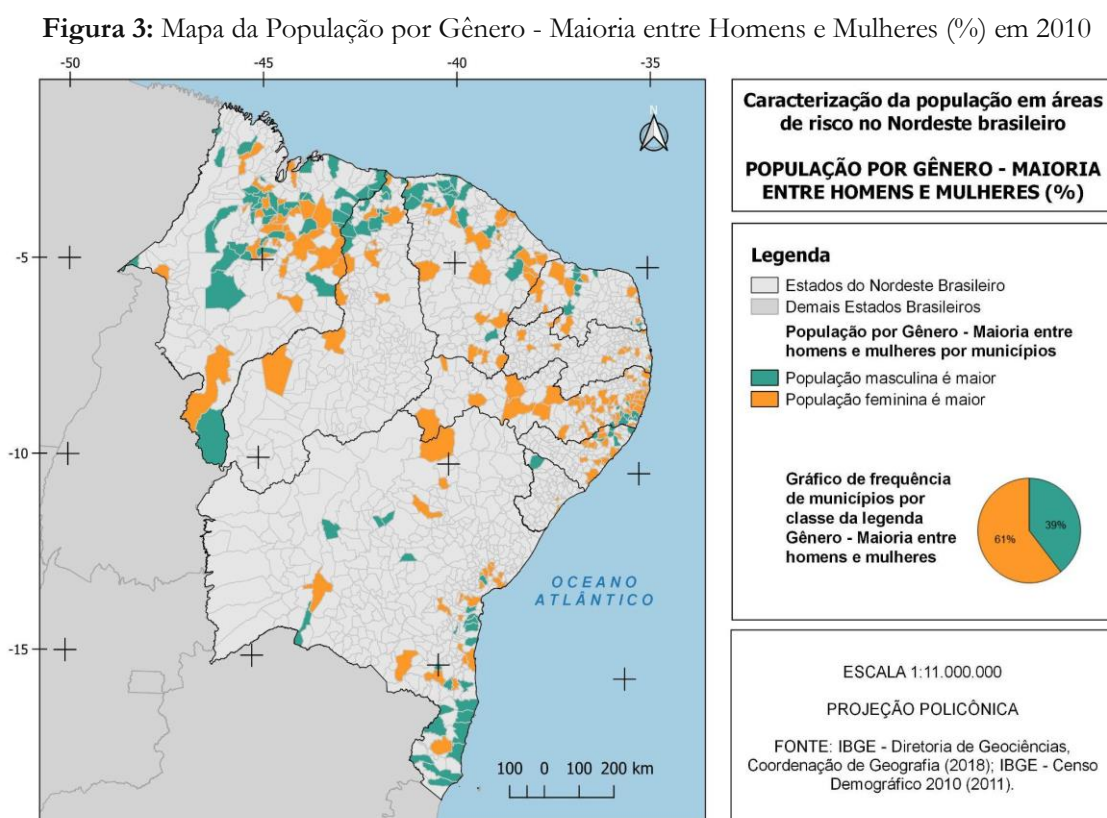 Figura 3: Mapa da População por Gênero - Maioria entre Homens e Mulheres (%) em 2010
-50
-45
-40
-35
N
-5
-10
-15
OCEANO
ATLÂNTICO
100 0 100 200 km
Caracterização da população em áreas
de risco no Nordeste brasileiro
POPULAÇÃO POR GÊNERO - MAIORIA
ENTRE HOMENS E MULHERES (%)
Legenda
Estados do Nordeste Brasileiro
Demais Estados Brasileiros
População por Gênero - Maioria entre
homens e mulheres por municípios
População masculina é maior
População feminina é maior
Gráfico de frequência
de municípios por
classe da legenda
Gênero - Maioria entre
homens e mulheres
61%
39%
ESCALA 1:11.000.000
PROJEÇÃO POLICÔNICA
FONTE: IBGE - Diretoria de Geociências,
Coordenação de Geografia (2018); IBGE - Censo
Demográfico 2010 (2011).